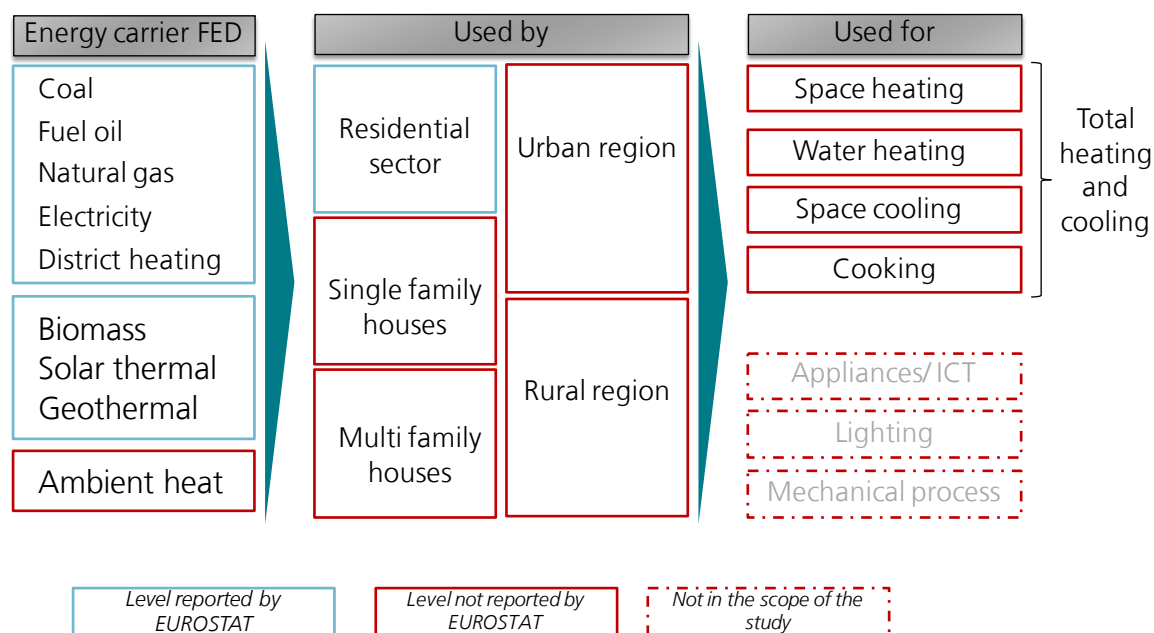 Energy carrier FED
Coal
Fuel oil
Natural gas
Electricity
District heating
Biomass
Solar thermal
Geothermal
Ambient heat
Used by
Residential
sector
Single family
houses
Multi family
houses
Urban region
Rural region
Used for
Space heating
Water heating
Space cooling
Cooking
Total
heating
and
cooling
Appliances/ ICT
Lighting
Mechanical process
Level reported by
EUROSTAT
Level not reported by
EUROSTAT
Not in the scope of the
study